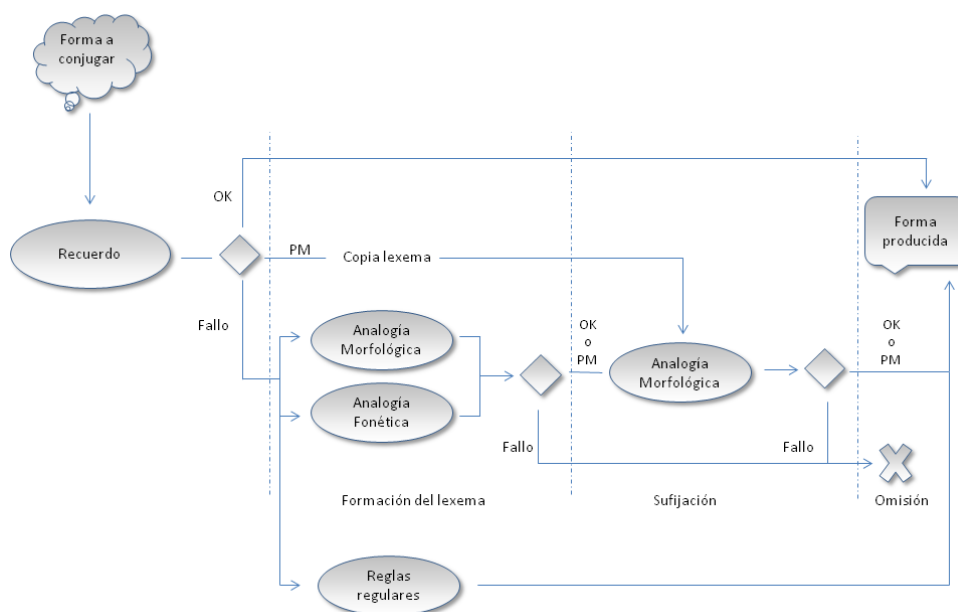 Forma a
conjugar
OK
Forma
producida
Recuerdo
PM
Copia lexema
Fallo
Analogía
Morfológica
OK
o
PM
Analogía
Morfológica
OK
o
PM
Analogía
Fonética
Fallo
Fallo
Formación del lexema
Sufijación
Omisión
Reglas
regulares